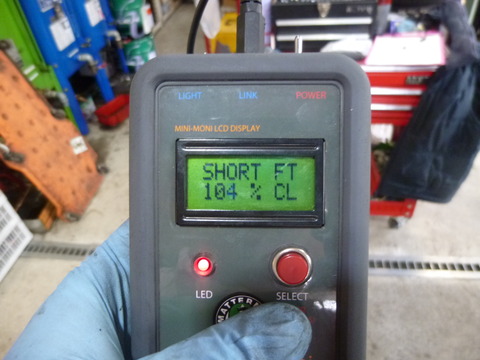 LIGHT LINK POWER
MINI-MONI LCD DISPLAY
SHORT FT
104 % CL
LED SELECT